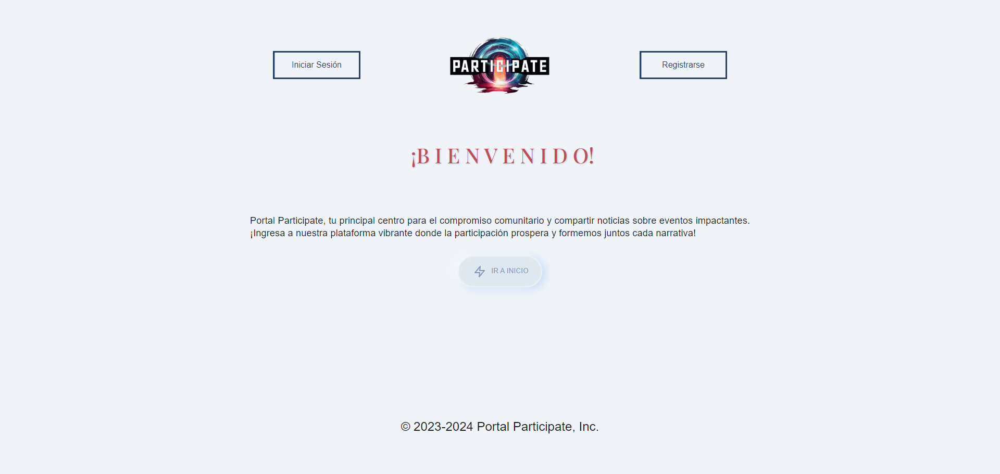 Iniciar Sesión
PARTICIPATE
Registrarse
¡BIENVENIDO!
Portal Participate, tu principal centro para el compromiso comunitario y compartir noticias sobre eventos impactantes.
¡Ingresa a nuestra plataforma vibrante donde la participación prospera y formemos juntos cada narrativa!
IR A INICIO
© 2023-2024 Portal Participate, Inc.